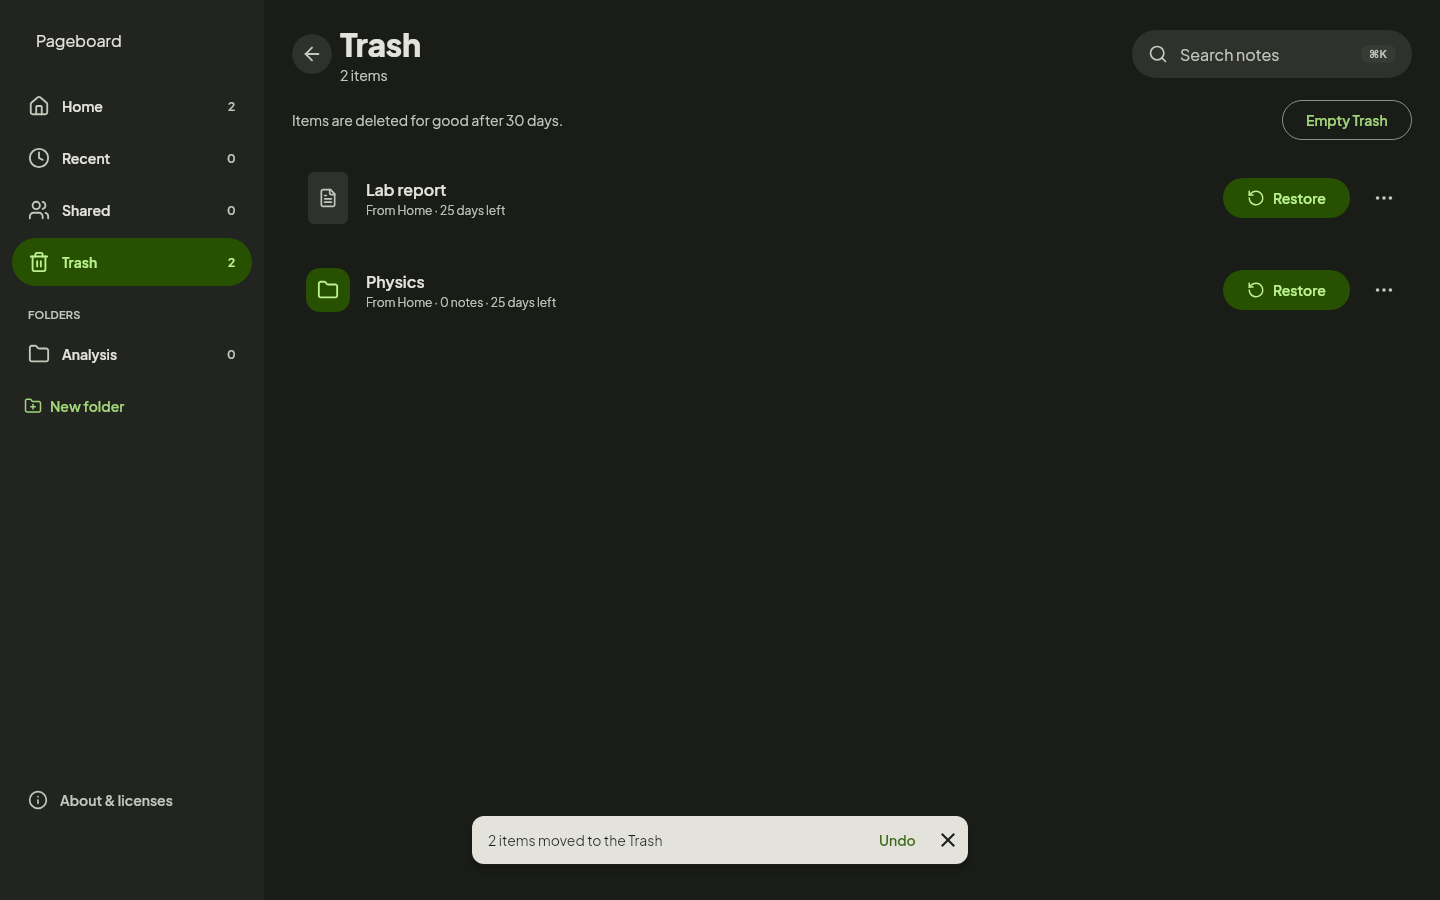 Pageboard
Home 2
Recent 0
Shared 0
Trash 2
FOLDERS
Analysis 0
New folder
About & licenses
Trash
2 items
Search notes ⌘K
Items are deleted for good after 30 days.
Empty Trash
Lab report
From Home · 25 days left
Restore
Physics
From Home · 0 notes · 25 days left
Restore
2 items moved to the Trash
Undo